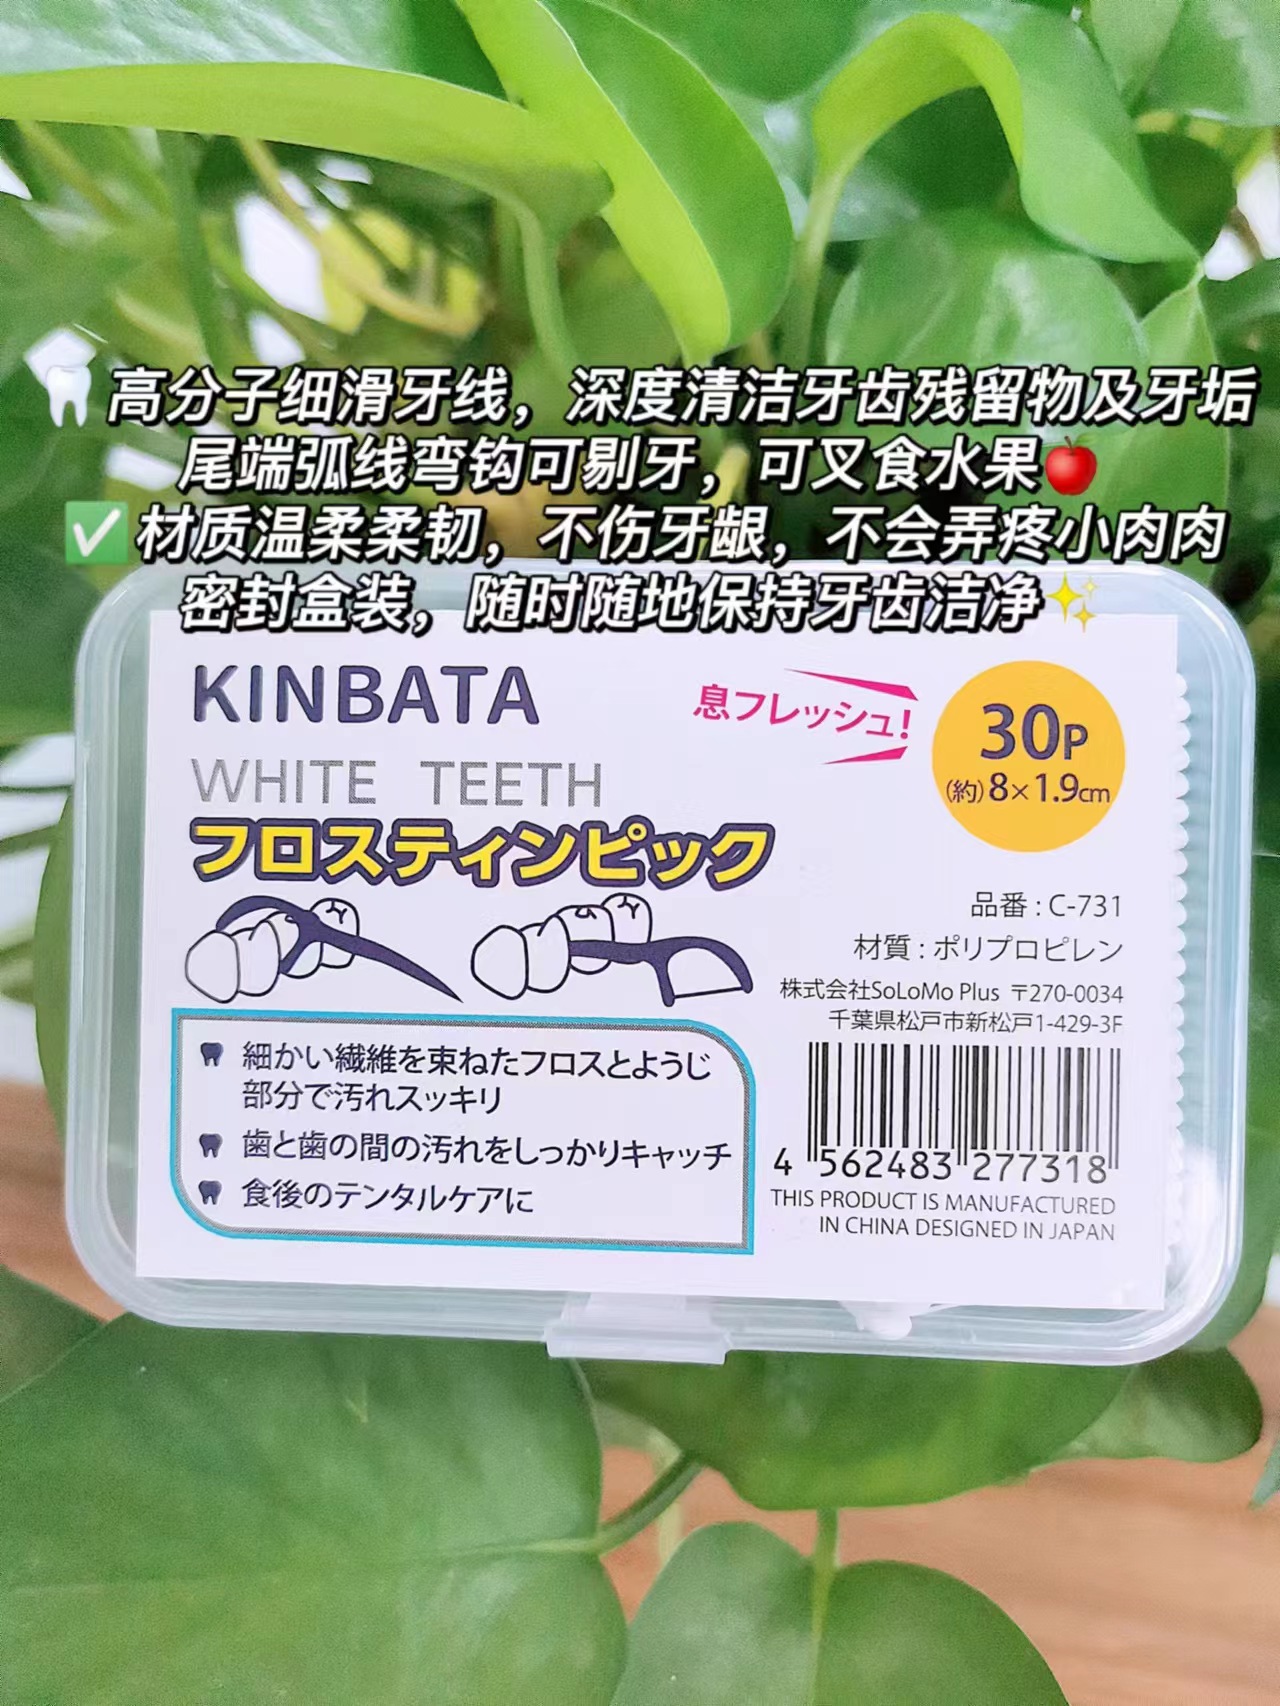 🦷高分子细滑牙线，深度清洁牙齿残留物及牙垢
尾端弧线弯钩可剔牙，可叉食水果🍎
✅材质温柔柔韧，不伤牙龈，不会弄疼小肉肉
密封盒装，随时随地保持牙齿洁净✨
KINBATA
WHITE TEETH
フロスティンピック
息フレッシュ!
30P
(約)8×1.9cm
品番:C-731
材質:ポリプロピレン
株式会社SoLoMo Plus 〒270-0034
千葉県松戸市新松戸1-429-3F
細かい繊維を束ねたフロスとようじ
部分で汚れスッキリ
歯と歯の間の汚れをしっかりキャッチ
食後のデンタルケアに
4 562483 277318
THIS PRODUCT IS MANUFACTURED
IN CHINA DESIGNED IN JAPAN